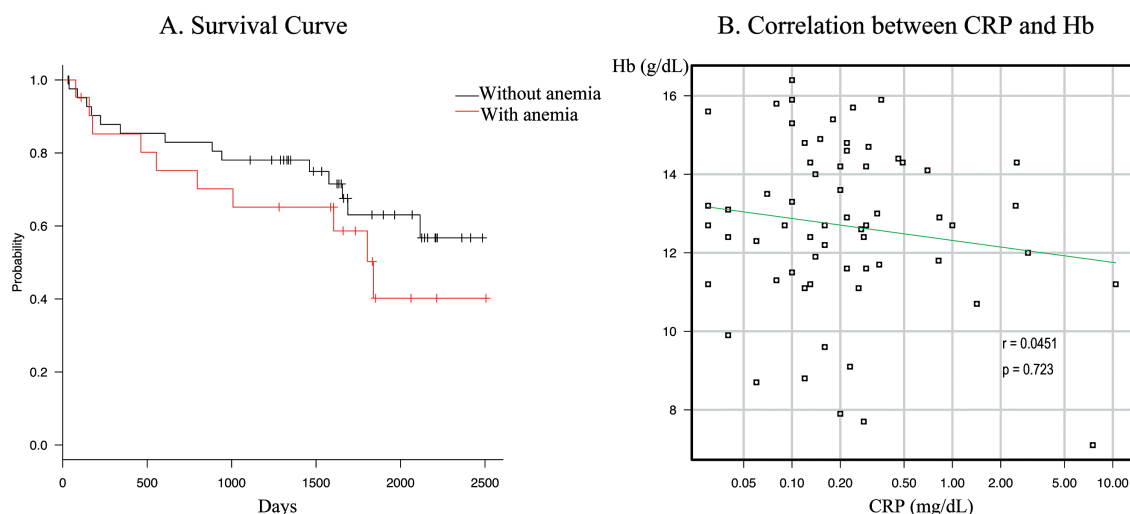 A. Survival Curve
Without anemia
With anemia
Probability
1.0
0.8
0.6
0.4
0.2
0.0
0
500
1000
1500
2000
2500
Days
B. Correlation between CRP and Hb
Hb (g/dL)
16
14
12
10
8
r = 0.0451
p = 0.723
0.05
0.10
0.20
0.50
1.00
2.00
5.00
10.00
CRP (mg/dL)